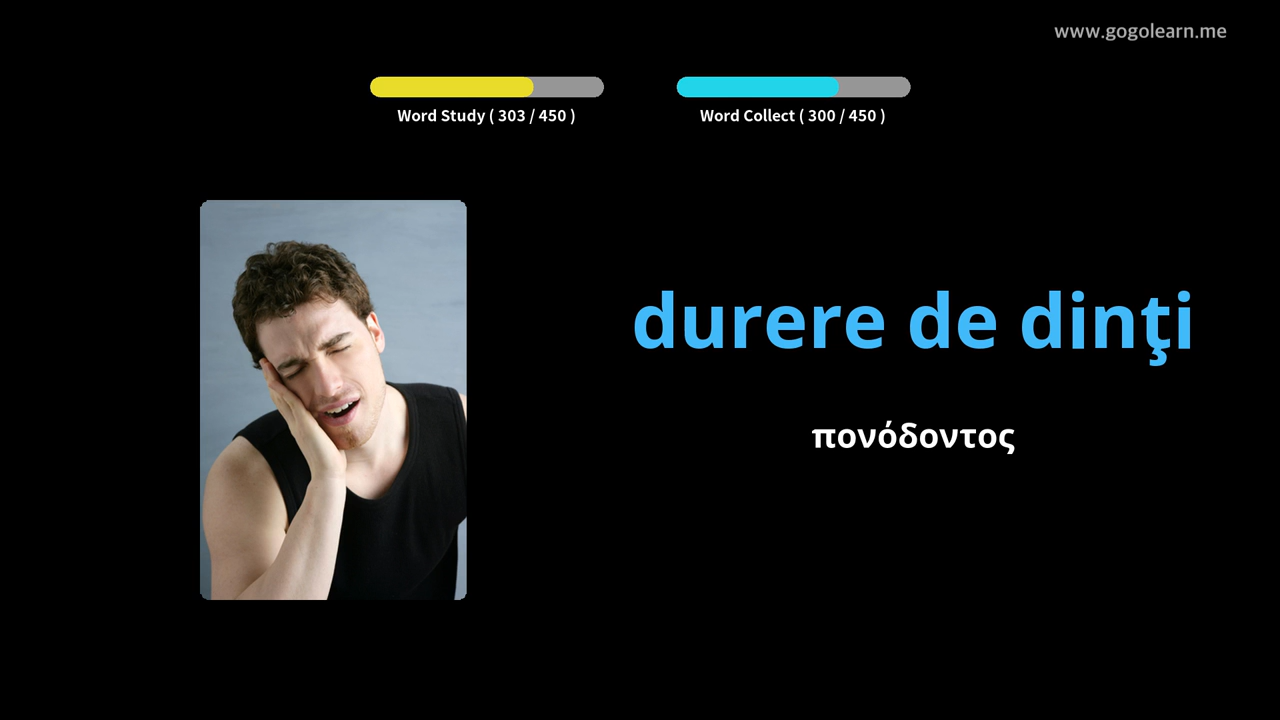 www.gogolearn.me
Word Study ( 303 / 450 )
Word Collect ( 300 / 450 )
durere de dinţi
πονόδοντος